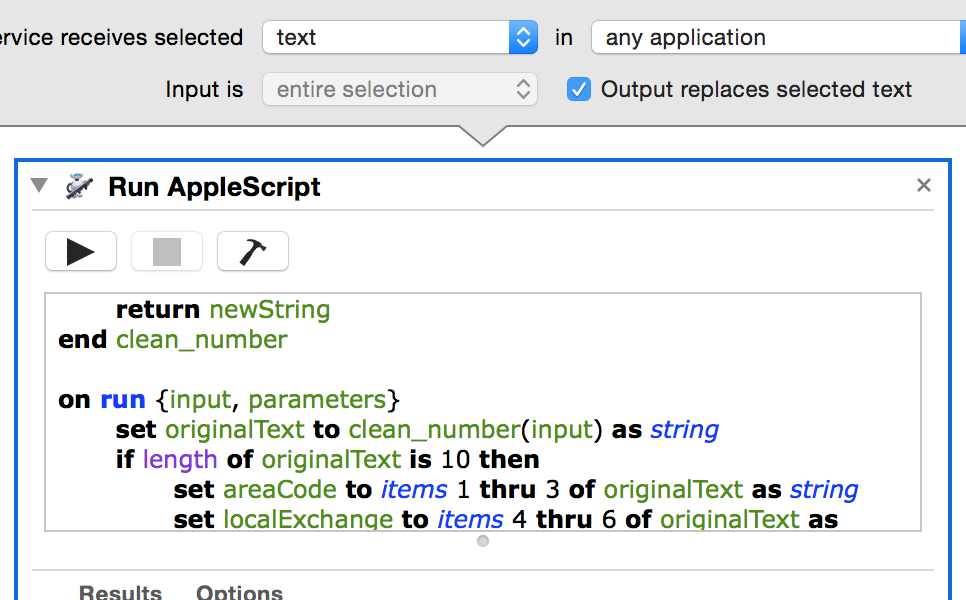 ervice receives selected text in any application
Input is entire selection Output replaces selected text
Run AppleScript
return newString
end clean_number
on run {input, parameters}
set originalText to clean_number(input) as string
if length of originalText is 10 then
set areaCode to items 1 thru 3 of originalText as string
set localExchange to items 4 thru 6 of originalText as
Results Options